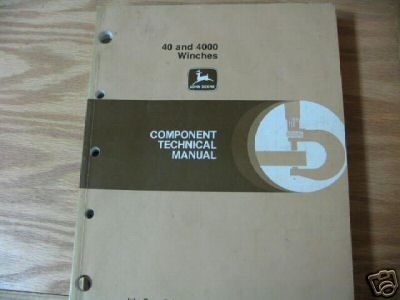 40 and 4000
Winches
JOHN DEERE
COMPONENT
TECHNICAL
MANUAL